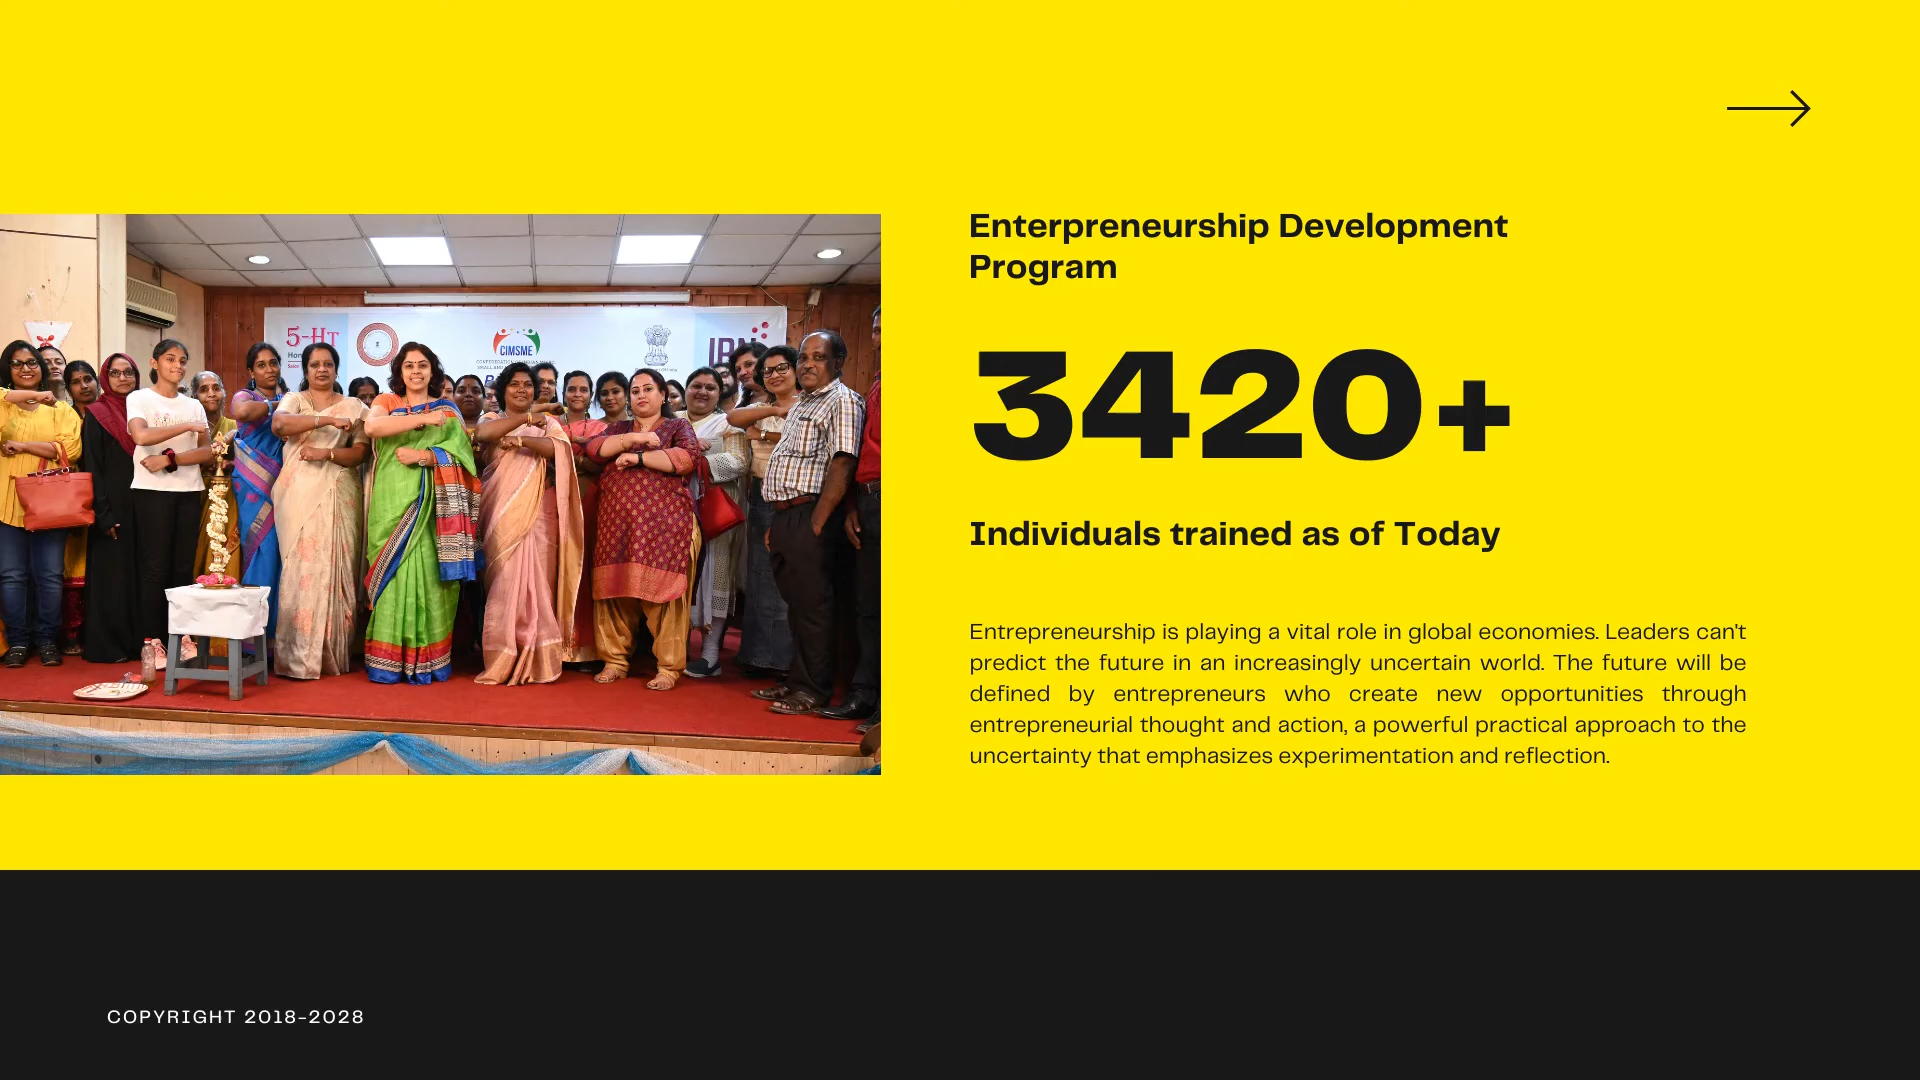 Enterpreneurship Development
Program
3420+
Individuals trained as of Today
Entrepreneurship is playing a vital role in global economies. Leaders can't
predict the future in an increasingly uncertain world. The future will be
defined by entrepreneurs who create new opportunities through
entrepreneurial thought and action, a powerful practical approach to the
uncertainty that emphasizes experimentation and reflection.
5-HT
CIMSME
COPYRIGHT 2018-2028